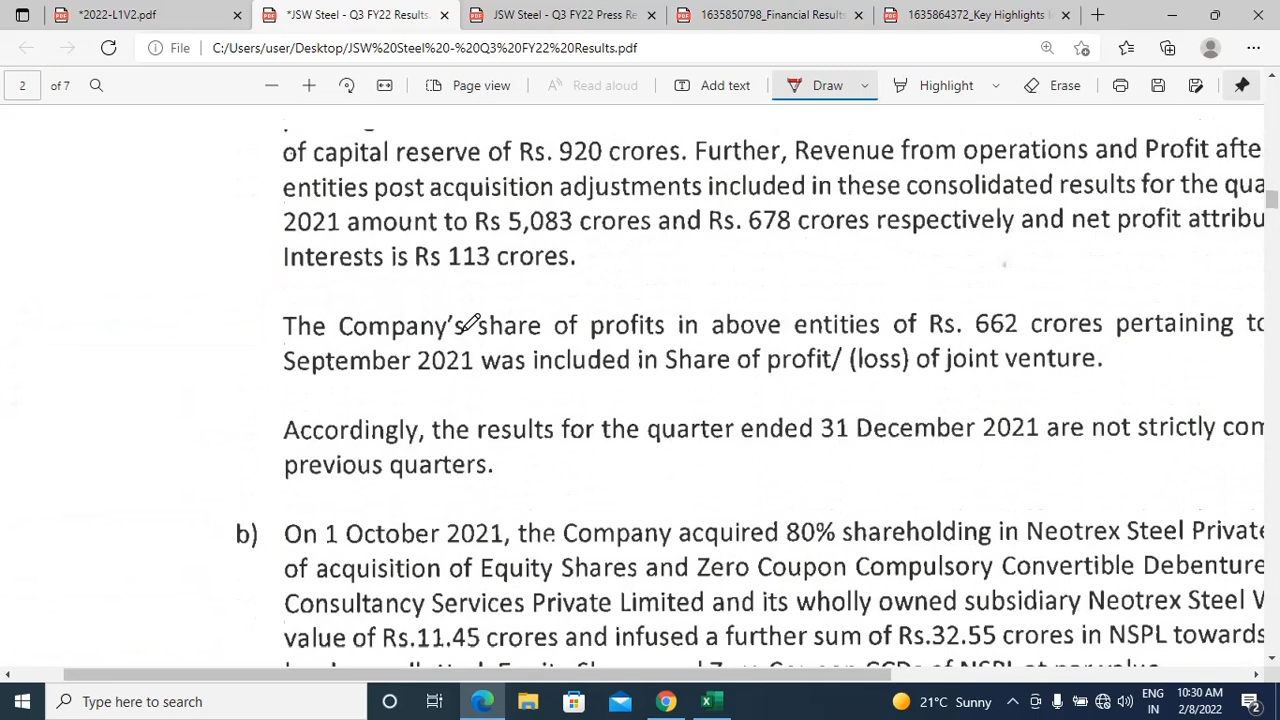 *2022-L1V2.pdf
*JSW Steel - Q3 FY22 Results.
JSW Steel - Q3 FY22 Press Re
1635850798_Financial Results
1635864372_Key Highlights
File C:/Users/user/Desktop/JSW%20Steel%20-%20Q3%20FY22%20Results.pdf
2 of 7 Page view Read aloud Add text Draw Highlight Erase
of capital reserve of Rs. 920 crores. Further, Revenue from operations and Profit afte
entities post acquisition adjustments included in these consolidated results for the qua
2021 amount to Rs 5,083 crores and Rs. 678 crores respectively and net profit attribu
Interests is Rs 113 crores.
The Company's share of profits in above entities of Rs. 662 crores pertaining to
September 2021 was included in Share of profit/ (loss) of joint venture.
Accordingly, the results for the quarter ended 31 December 2021 are not strictly com
previous quarters.
b) On 1 October 2021, the Company acquired 80% shareholding in Neotrex Steel Private
of acquisition of Equity Shares and Zero Coupon Compulsory Convertible Debenture
Consultancy Services Private Limited and its wholly owned subsidiary Neotrex Steel
value of Rs.11.45 crores and infused a further sum of Rs.32.55 crores in NSPL towards
Type here to search
21°C Sunny
ENG
IN
10:30 AM
2/8/2022
2